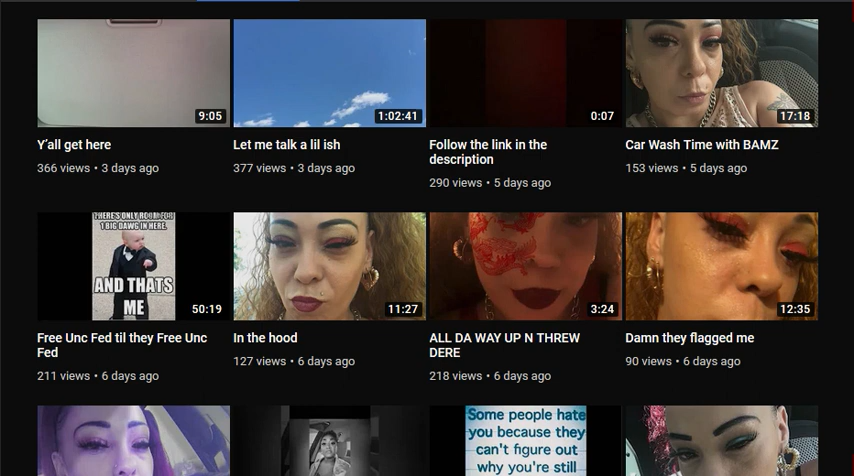 9:05
1:02:41
0:07
17:18
Y'all get here
366 views • 3 days ago
Let me talk a lil ish
377 views • 3 days ago
Follow the link in the
description
290 views • 5 days ago
Car Wash Time with BAMZ
153 views • 5 days ago
THERE'S ONLY ROOM FOR
1 BIG DAWG IN HERE.
AND THATS
ME
50:19
11:27
3:24
12:35
Free Unc Fed til they Free Unc
Fed
211 views • 6 days ago
In the hood
127 views • 6 days ago
ALL DA WAY UP N THREW
DERE
218 views • 6 days ago
Damn they flagged me
90 views • 6 days ago
Some people hate
you because they
can't figure out
why you're still